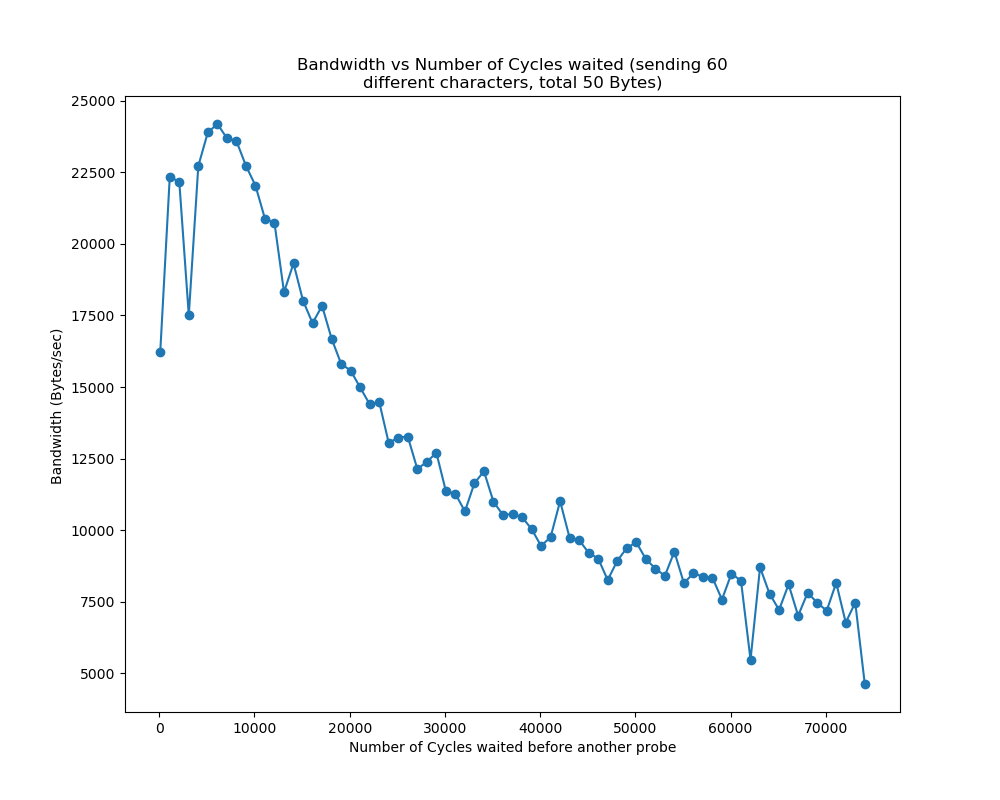 Bandwidth vs Number of Cycles waited (sending 60
different characters, total 50 Bytes)
25000
22500
20000
17500
15000
12500
10000
7500
5000
Bandwidth (Bytes/sec)
0 10000 20000 30000 40000 50000 60000 70000
Number of Cycles waited before another probe